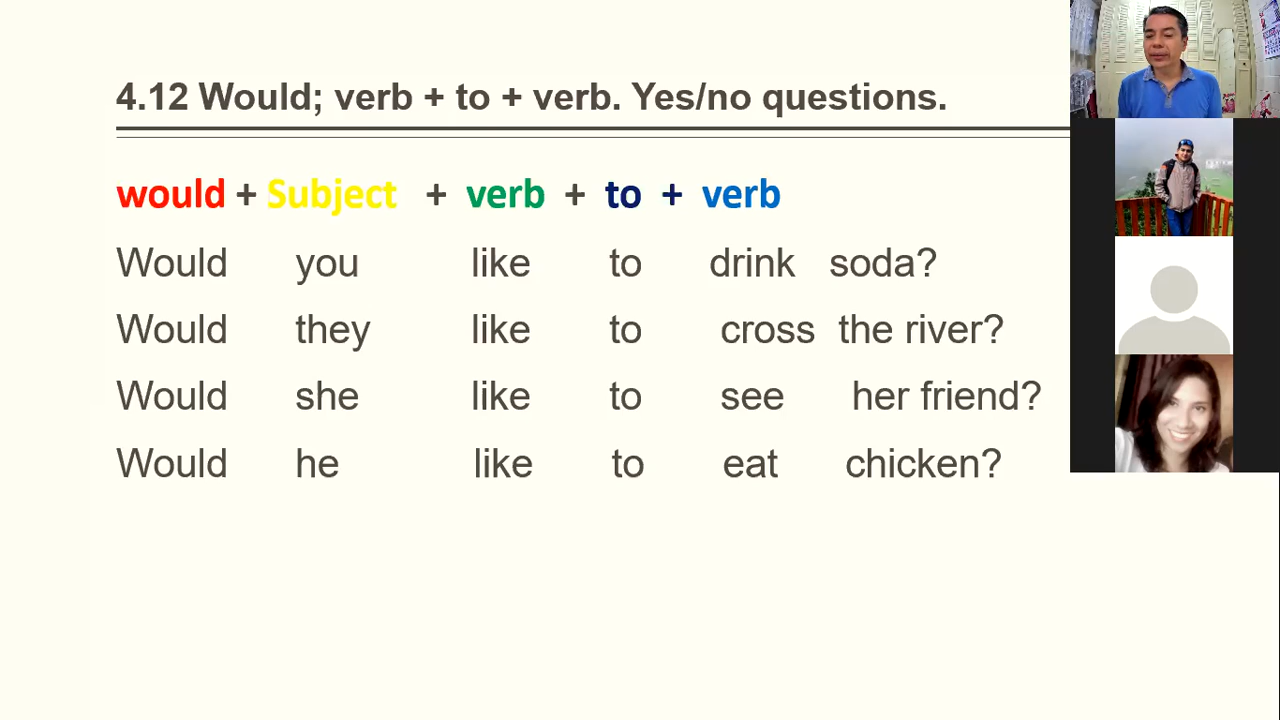 4.12 Would; verb + to + verb. Yes/no questions.
would + Subject + verb + to + verb
Would you like to drink soda?
Would they like to cross the river?
Would she like to see her friend?
Would he like to eat chicken?